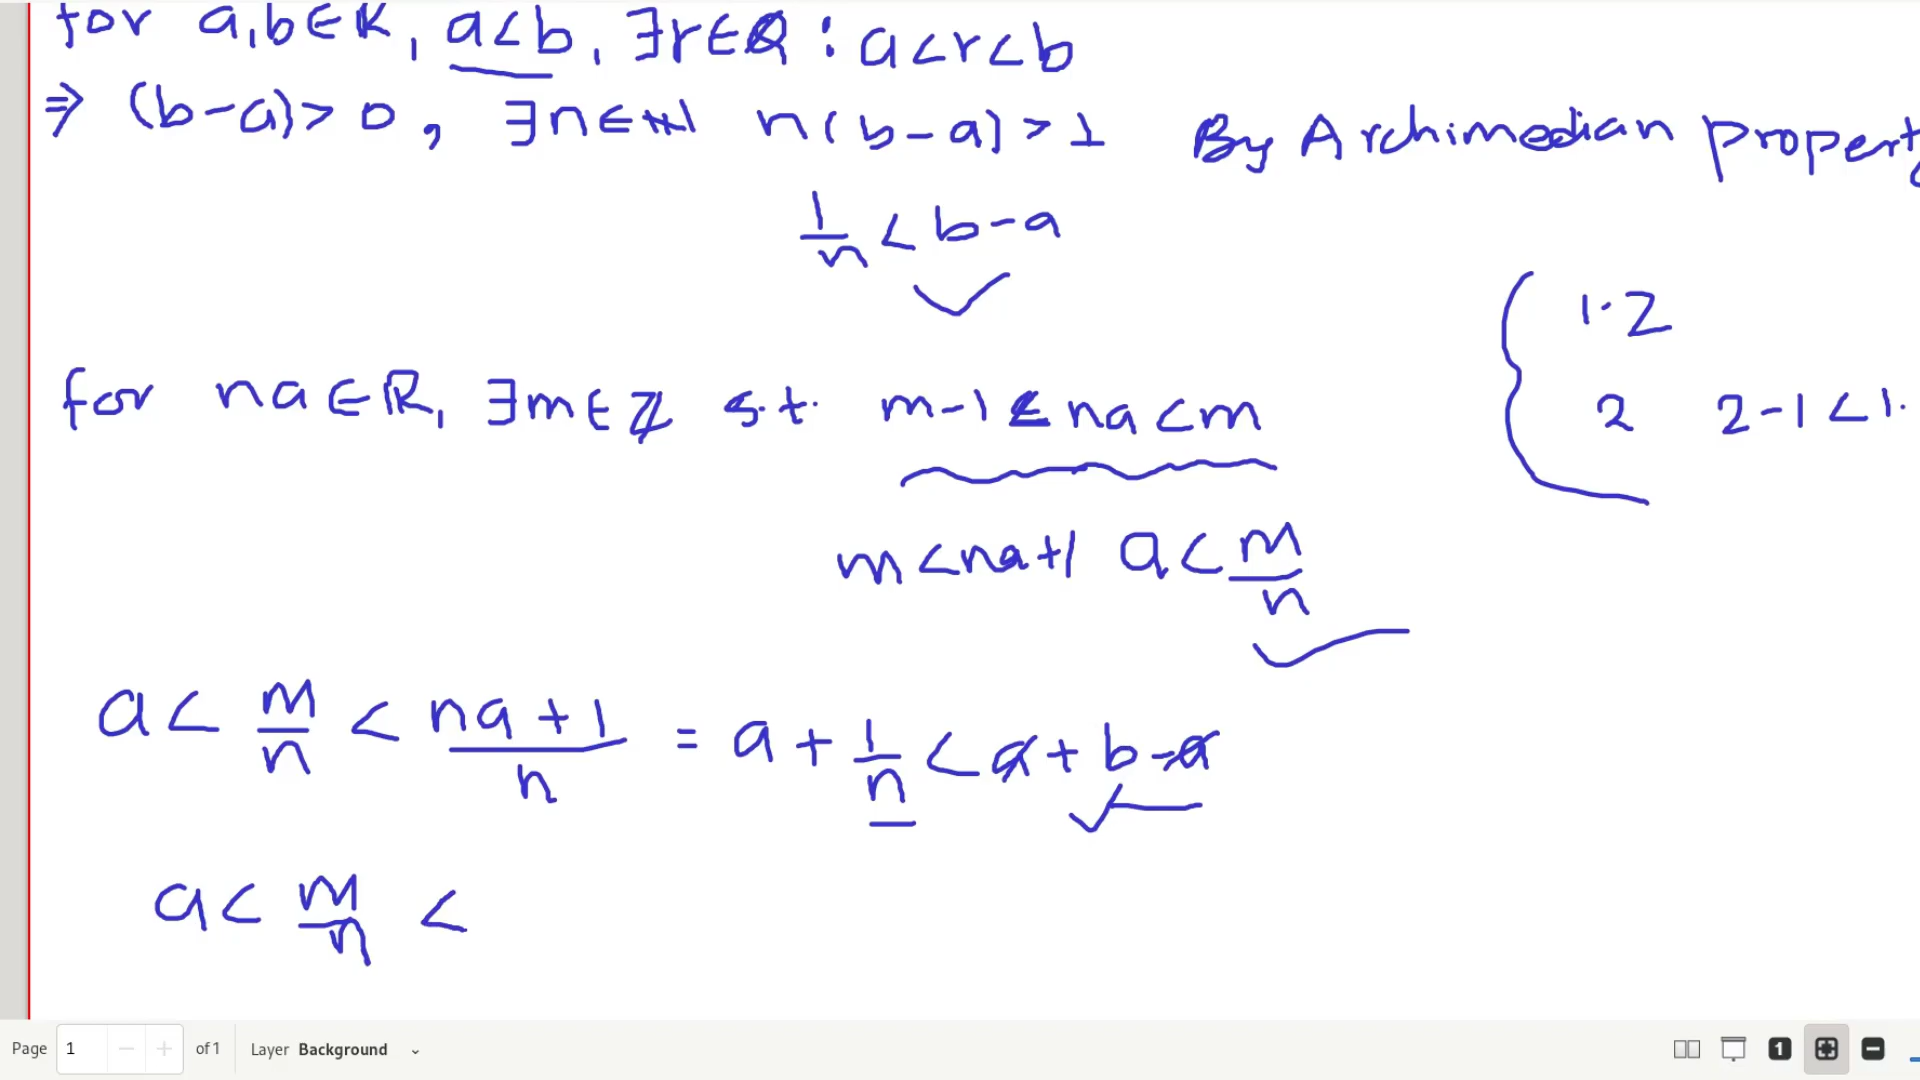 for a,b∈R, a<b, ∃r∈Q : a<r<b
⇒ (b-a)>0, ∃n∈N n(b-a)>1 By Archimedian property
1/n < b-a
for na∈R, ∃m∈Z s.t. m-1≤na<m
1.2
2 2-1<1.
m<na+1 a<m/n
a < m/n < (na+1)/n = a+1/n < a+b-a
a < m/n <
Page 1 of 1 Layer Background